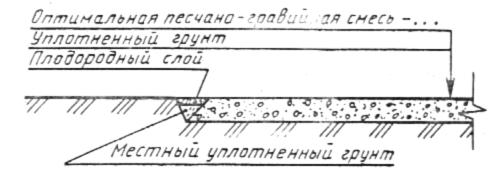 Оптимальная песчано-гравийная смесь -...
Уплотненный грунт
Плодородный слой
Местный уплотненный грунт